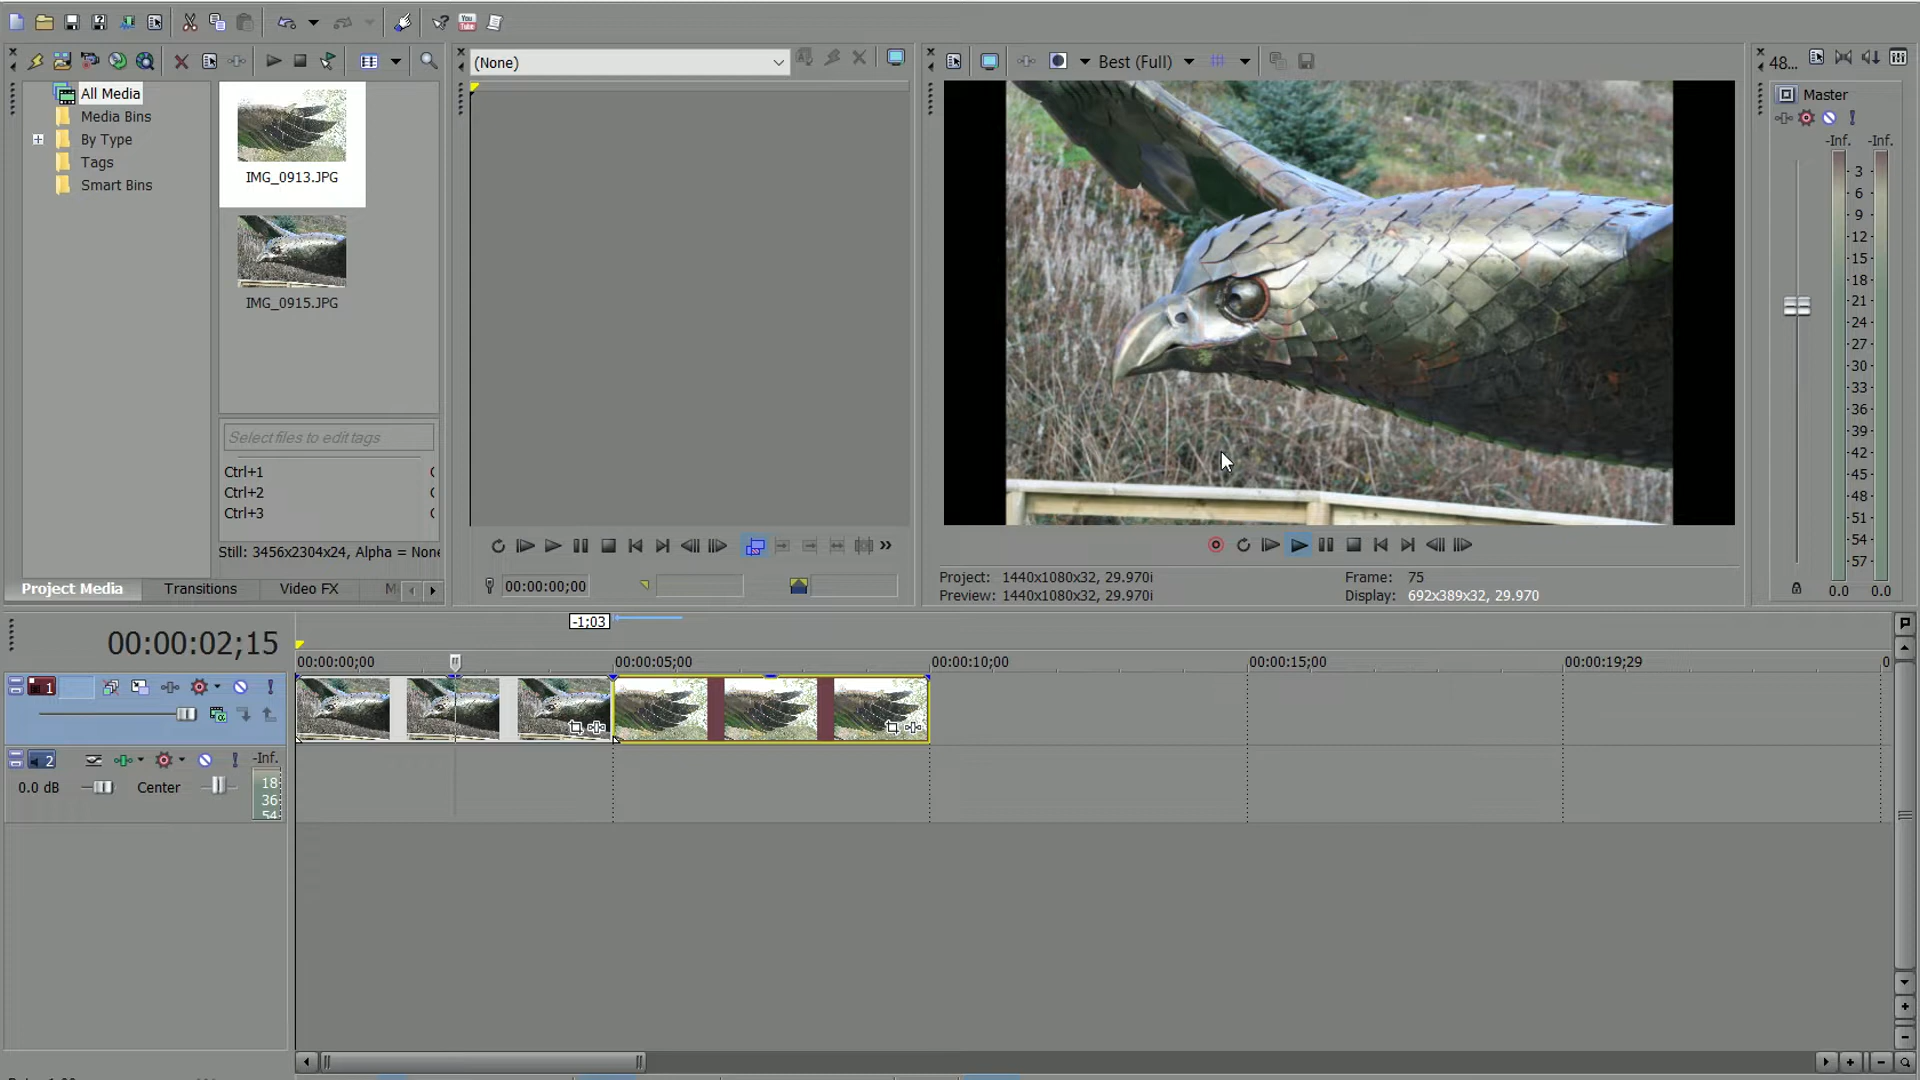 (None)
Best (Full)
48...
All Media
Media Bins
By Type
Tags
Smart Bins
IMG_0913.JPG
IMG_0915.JPG
Select files to edit tags
Ctrl+1
Ctrl+2
Ctrl+3
Still: 3456x2304x24, Alpha = None
Project Media
Transitions
Video FX
M
00:00:00;00
Project: 1440x1080x32, 29.970i
Preview: 1440x1080x32, 29.970i
Frame: 75
Display: 692x389x32, 29.970
Master
-Inf. -Inf.
3
6
9
12
15
18
21
24
27
30
33
36
39
42
45
48
51
54
57
0.0 0.0
00:00:02;15
-1;03
00:00:00;00
00:00:05;00
00:00:10;00
00:00:15;00
00:00:19;29
0
1
2
-Inf.
0.0 dB
Center
18
36
54